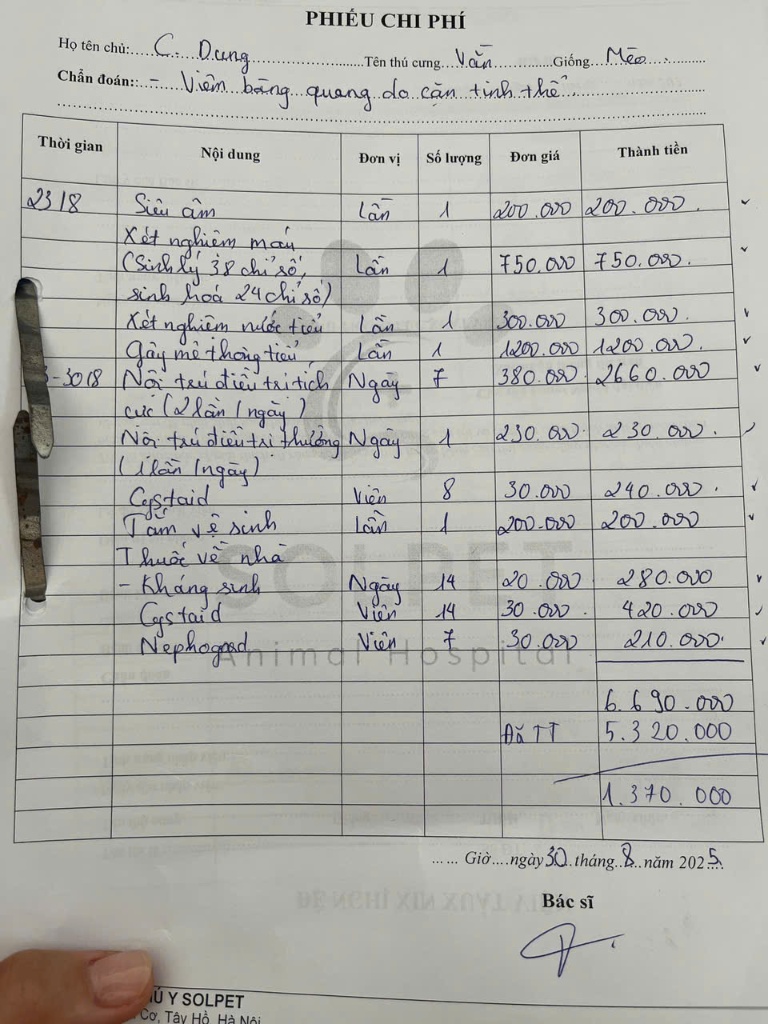 PHIẾU CHI PHÍ
Họ tên chủ: C. Dung Tên thú cưng Vằn Giống Mèo
Chẩn đoán: - Viêm bàng quang do cặn tinh thể
Thời gian Nội dung Đơn vị Số lượng Đơn giá Thành tiền
23/8 Siêu âm Lần 1 200.000 200.000
Xét nghiệm máu
(Sinh lý 38 chỉ số, Lần 1 750.000 750.000
sinh hoá 24 chỉ số)
Xét nghiệm nước tiểu Lần 1 300.000 300.000
Gây mê thông tiểu Lần 1 1200.000 1200.000
-30/8 Nội trú điều trị tích Ngày 7 380.000 2660.000
cực (2 lần/ngày)
Nội trú điều trị thường Ngày 1 230.000 230.000
(1 lần/ngày)
Cystaid Viên 8 30.000 240.000
Tắm vệ sinh Lần 1 200.000 200.000
Thuốc về nhà
- Kháng sinh Ngày 14 20.000 280.000
Cystaid Viên 14 30.000 420.000
Nephogad Viên 7 30.000 210.000
SOLPET
Animal Hospital
6.690.000
Đã TT 5.320.000
1.370.000
Giờ ngày 30 tháng 8 năm 2025
Bác sĩ
Ú Y SOLPET
Cơ, Tây Hồ, Hà Nội